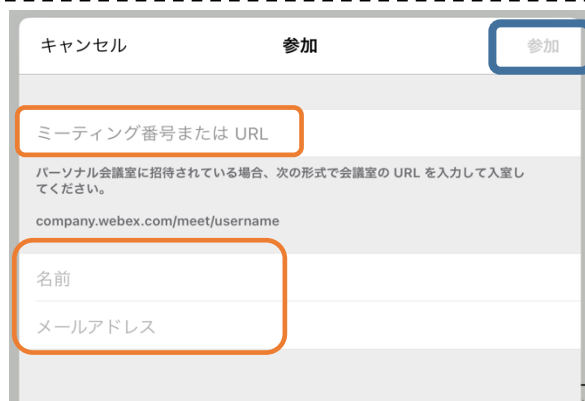 キャンセル 参加 参加
ミーティング番号または URL
パーソナル会議室に招待されている場合、次の形式で会議室の URL を入力して入室し
てください。
company.webex.com/meet/username
名前
メールアドレス